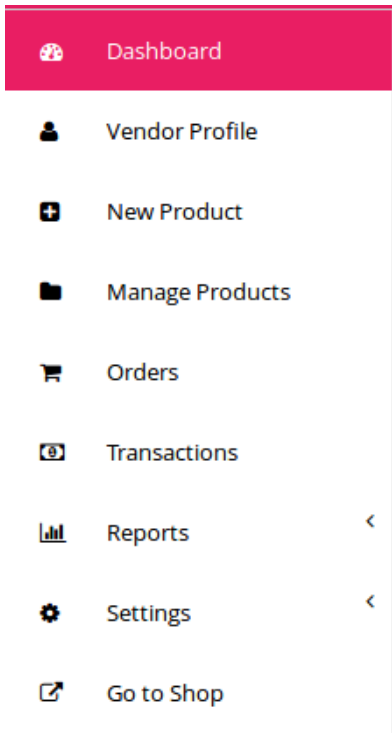 Dashboard
Vendor Profile
New Product
Manage Products
Orders
Transactions
Reports
Settings
Go to Shop